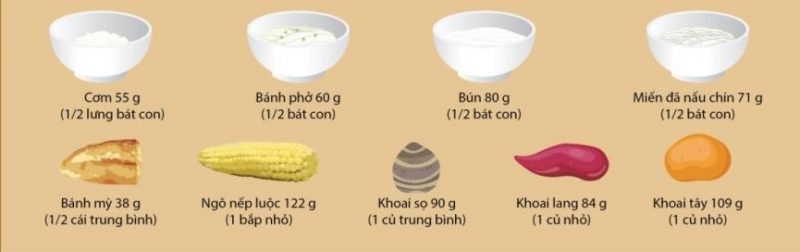 Cơm 55 g
(1/2 lưng bát con)
Bánh phở 60 g
(1/2 bát con)
Bún 80 g
(1/2 bát con)
Miến đã nấu chín 71 g
(1/2 bát con)
Bánh mỳ 38 g
(1/2 cái trung bình)
Ngô nếp luộc 122 g
(1 bắp nhỏ)
Khoai sọ 90 g
(1 củ trung bình)
Khoai lang 84 g
(1 củ nhỏ)
Khoai tây 109 g
(1 củ nhỏ)